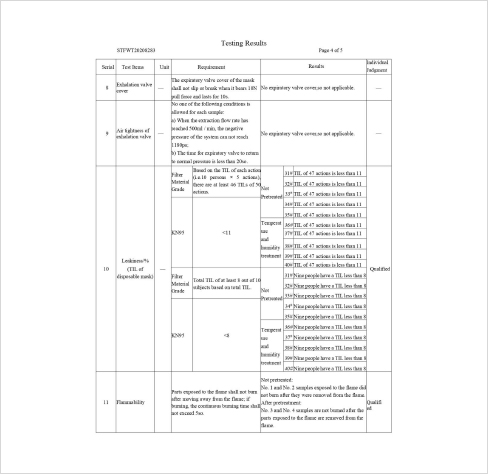 Testing Results
STFWT20208283 Page 4 of 5
Serial Test Items Unit Requirement Results Individual Judgment
8 Exhalation valve cover — The expiratory valve cover of the mask shall not slip or break when it bears 10N pull force and lasts for 10s. No expiratory valve cover,so not applicable. —
9 Air tightness of exhalation valve — No one of the following conditions is allowed for each sample:
a) When the extraction flow rate has reached 500ml / min, the negative pressure of the system can not reach 1180pa;
b) The time for expiratory valve to return to normal pressure is less than 20sec.
No expiratory valve cover,so not applicable. —
10 Leakiness/% (TIL of disposable mask) —
Filter Material Grade
Based on the TIL of each action (i.e.10 persons × 5 actions), there are at least 46 TILs of 50 actions.
KN95 <11
Not Pretreated
31# TIL of 47 actions is less than 11
32# TIL of 47 actions is less than 11
33# TIL of 47 actions is less than 11
34# TIL of 47 actions is less than 11
35# TIL of 47 actions is less than 11
Temperat ure and humidity treatment
36# TIL of 47 actions is less than 11
37# TIL of 47 actions is less than 11
38# TIL of 47 actions is less than 11
39# TIL of 47 actions is less than 11
40# TIL of 47 actions is less than 11
Qualified
Filter Material Grade
Total TIL of at least 8 out of 10 subjects based on total TIL.
KN95 <8
Not Pretreated
31# Nine people have a TIL less than 8
32# Nine people have a TIL less than 8
33# Nine people have a TIL less than 8
34# Nine people have a TIL less than 8
35# Nine people have a TIL less than 8
Temperat ure and humidity treatment
36# Nine people have a TIL less than 8
37# Nine people have a TIL less than 8
38# Nine people have a TIL less than 8
39# Nine people have a TIL less than 8
40# Nine people have a TIL less than 8
11 Flammability
Parts exposed to the flame shall not burn after moving away from the flame; if burning, the continuous burning time shall not exceed 5sec.
Not pretreated:
No. 1 and No. 2 samples exposed to the flame did not burn after they were removed from the flame.
After pretreatment:
No. 3 and No. 4 samples are not burned after the parts exposed to the flame are removed from the flame.
Qualifi ed